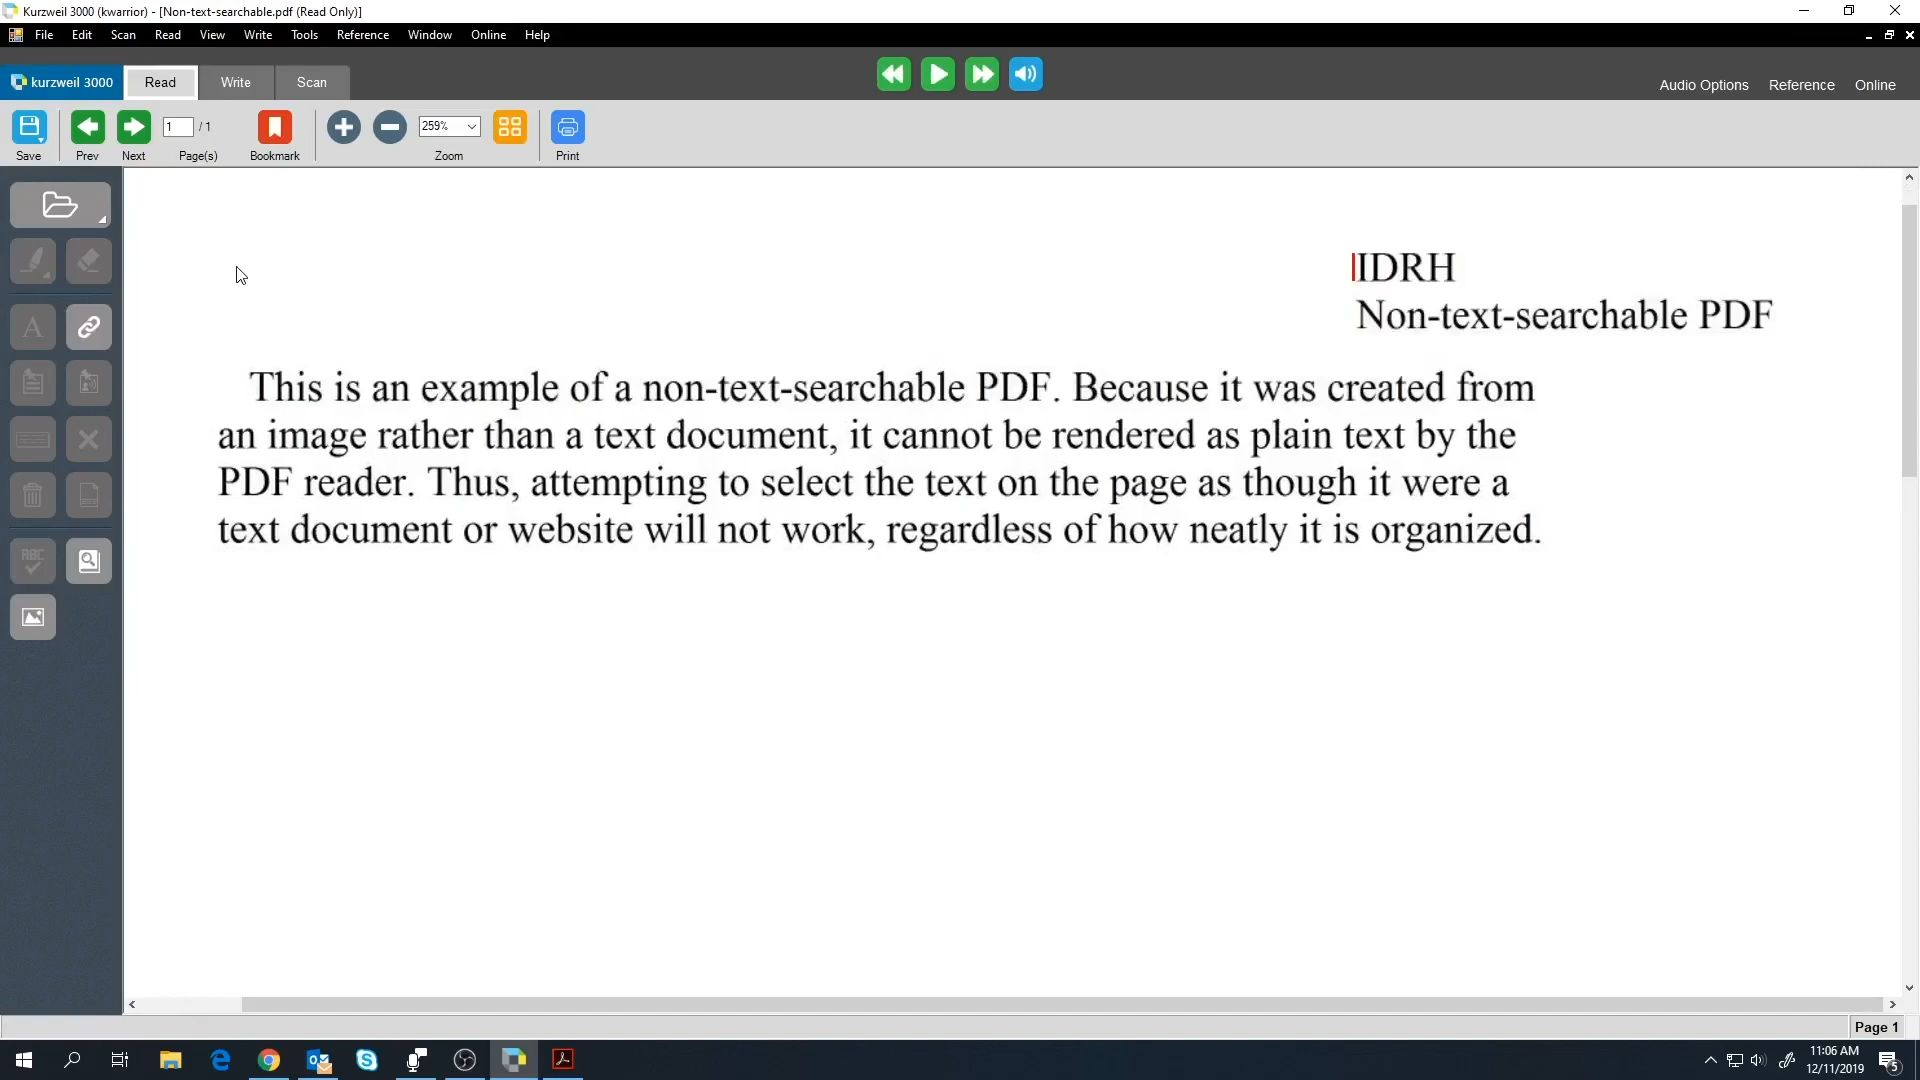 Kurzweil 3000 (kwarrior) - [Non-text-searchable.pdf (Read Only)]
File Edit Scan Read View Write Tools Reference Window Online Help
kurzweil 3000 Read Write Scan Audio Options Reference Online
1 / 1 259%
Save Prev Next Page(s) Bookmark Zoom Print
IDRH
Non-text-searchable PDF
This is an example of a non-text-searchable PDF. Because it was created from
an image rather than a text document, it cannot be rendered as plain text by the
PDF reader. Thus, attempting to select the text on the page as though it were a
text document or website will not work, regardless of how neatly it is organized.
A
ABC
Page 1
11:06 AM
12/11/2019
5